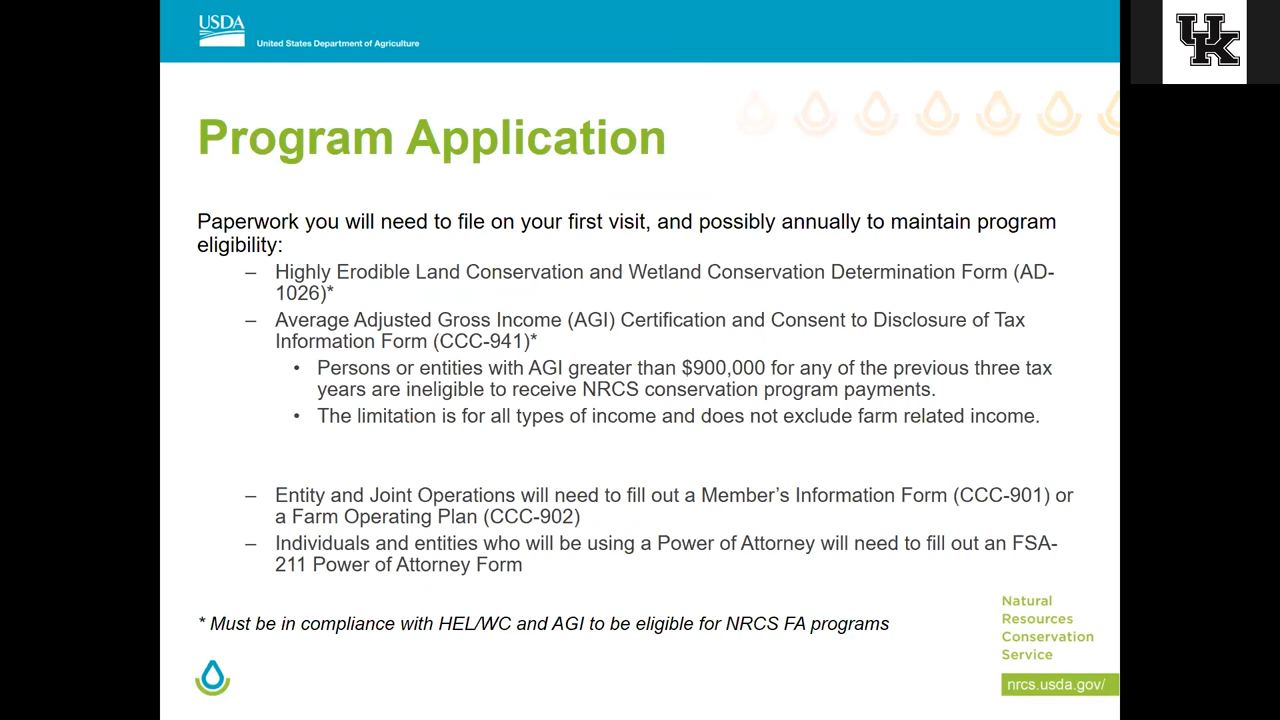 USDA
United States Department of Agriculture
UK
Program Application
Paperwork you will need to file on your first visit, and possibly annually to maintain program
eligibility:
– Highly Erodible Land Conservation and Wetland Conservation Determination Form (AD-
1026)*
– Average Adjusted Gross Income (AGI) Certification and Consent to Disclosure of Tax
Information Form (CCC-941)*
• Persons or entities with AGI greater than $900,000 for any of the previous three tax
years are ineligible to receive NRCS conservation program payments.
• The limitation is for all types of income and does not exclude farm related income.
– Entity and Joint Operations will need to fill out a Member’s Information Form (CCC-901) or
a Farm Operating Plan (CCC-902)
– Individuals and entities who will be using a Power of Attorney will need to fill out an FSA-
211 Power of Attorney Form
* Must be in compliance with HEL/WC and AGI to be eligible for NRCS FA programs
Natural
Resources
Conservation
Service
nrcs.usda.gov/